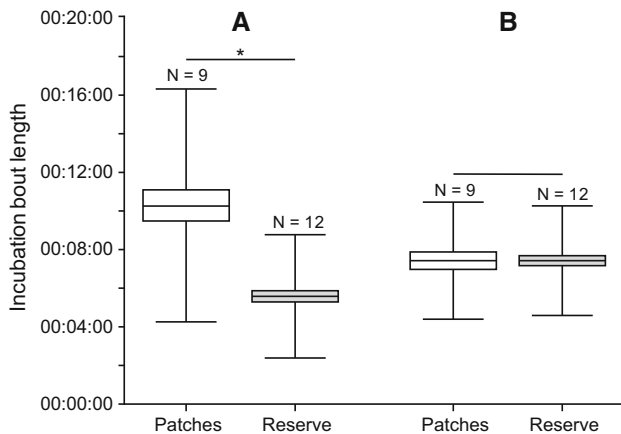 A B
*
N = 9
N = 12
N = 9 N = 12
Incubation bout length
00:20:00
00:16:00
00:12:00
00:08:00
00:04:00
00:00:00
Patches Reserve Patches Reserve